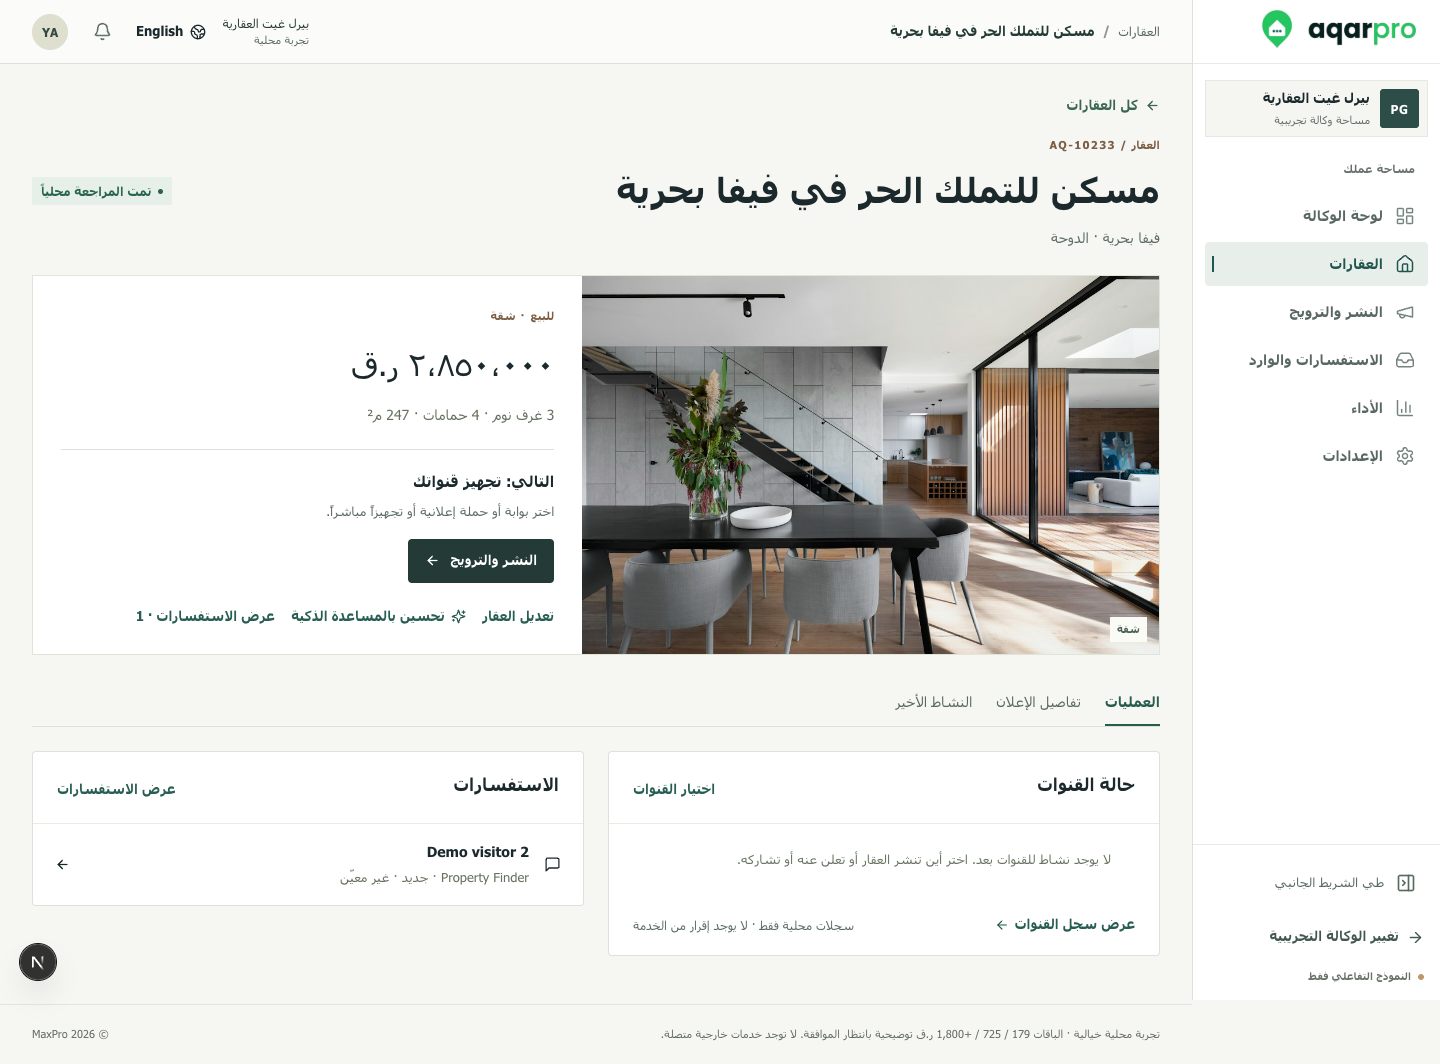 aqarpro
بيرل غيت العقارية
PG
مساحة وكالة تجريبية
مساحة عملك
لوحة الوكالة
العقارات
النشر والترويج
الاستفسارات والوارد
الأداء
الإعدادات
طي الشريط الجانبي
تغيير الوكالة التجريبية
النموذج التفاعلي فقط
العقارات / مسكن للتملك الحر في فيفا بحرية
بيرل غيت العقارية
تجربة محلية
English
YA
كل العقارات
العقار / AQ-10233
مسكن للتملك الحر في فيفا بحرية
تمت المراجعة محلياً
فيفا بحرية · الدوحة
شقة
للبيع · شقة
٢،٨٥٠،٠٠٠ ر.ق
3 غرف نوم · 4 حمامات · 247 م²
التالي: تجهيز قنواتك
اختر بوابة أو حملة إعلانية أو تجهيزاً مباشراً.
النشر والترويج
تعديل العقار
تحسين بالمساعدة الذكية
عرض الاستفسارات · 1
العمليات
تفاصيل الإعلان
النشاط الأخير
حالة القنوات
اختيار القنوات
لا يوجد نشاط للقنوات بعد. اختر أين تنشر العقار أو تعلن عنه أو تشاركه.
عرض سجل القنوات
سجلات محلية فقط · لا يوجد إقرار من الخدمة
الاستفسارات
عرض الاستفسارات
Demo visitor 2
Property Finder · جديد · غير معيّن
N
تجربة محلية خيالية · الباقات 179 / 725 / +1,800 ر.ق توضيحية بانتظار الموافقة. لا توجد خدمات خارجية متصلة.
© 2026 MaxPro